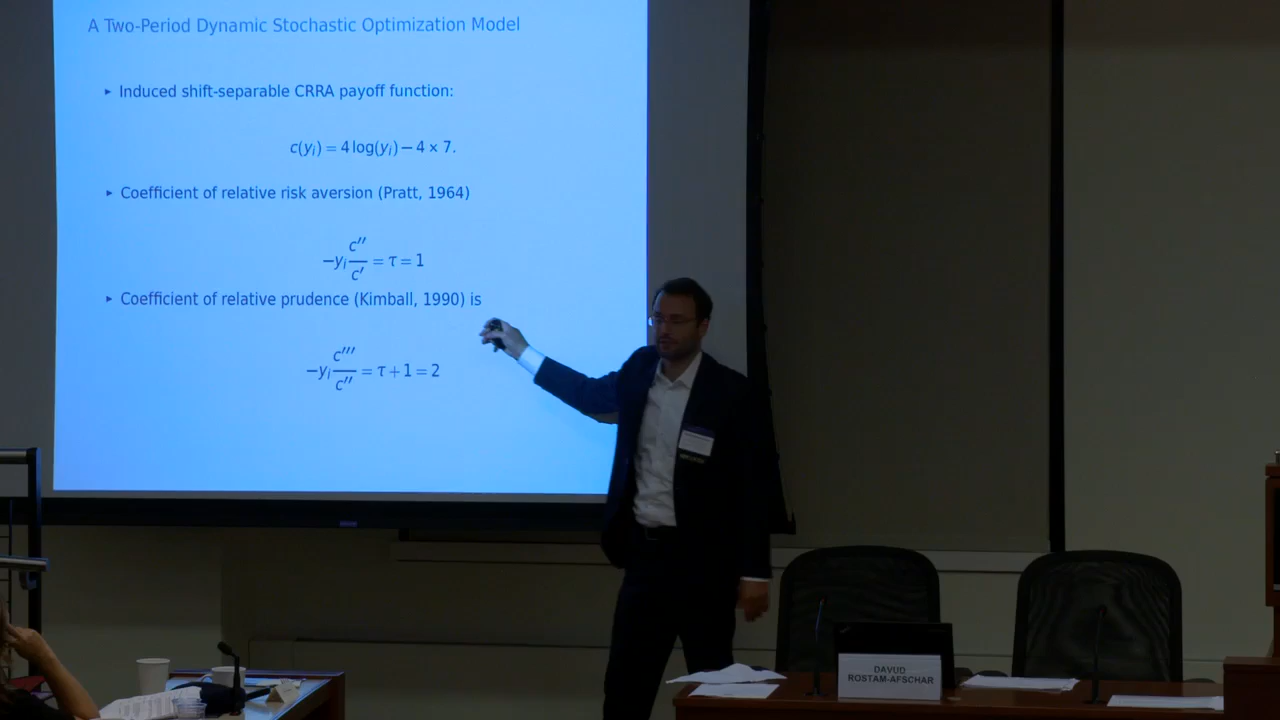 A Two-Period Dynamic Stochastic Optimization Model
▸ Induced shift-separable CRRA payoff function:
c(yᵢ) = 4 log(yᵢ) − 4 × 7.
▸ Coefficient of relative risk aversion (Pratt, 1964)
−yᵢ c′′/c′ = τ = 1
▸ Coefficient of relative prudence (Kimball, 1990) is
−yᵢ c′′′/c′′ = τ + 1 = 2
DAVUD
ROSTAM-AFSCHAR